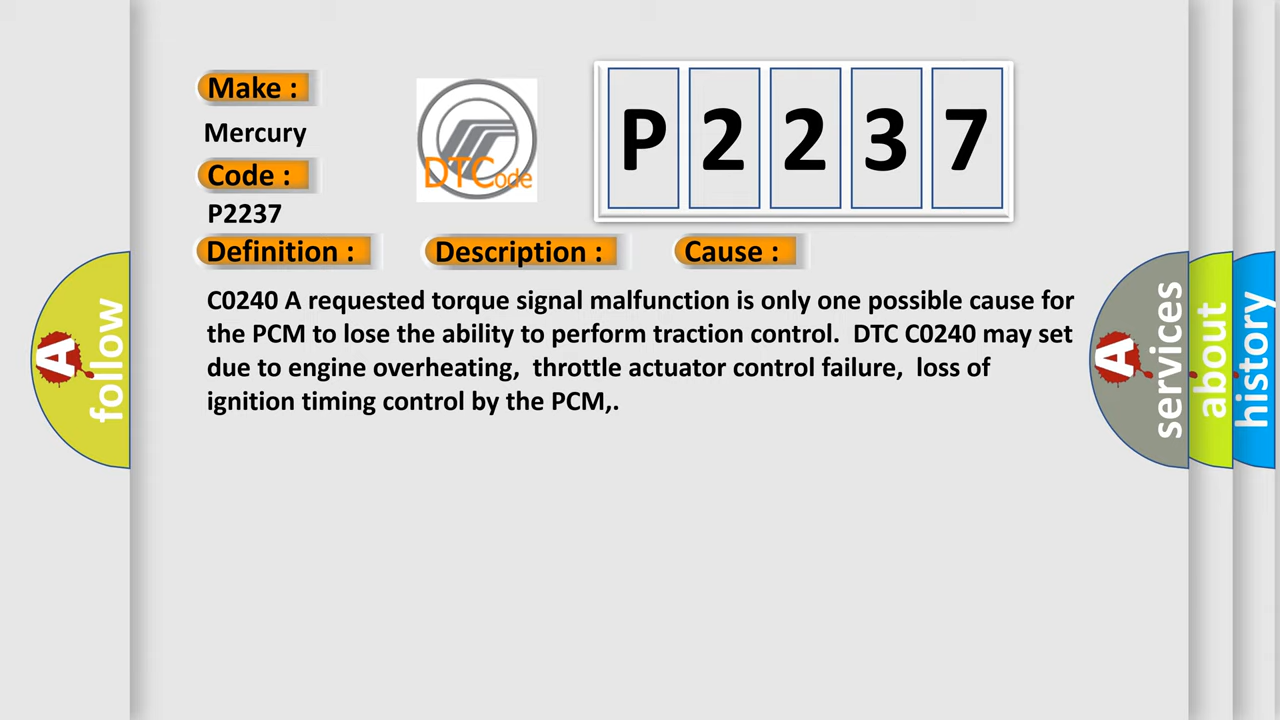 Make :
Mercury
Code :
P2237
DTCode
P 2 2 3 7
Definition :
Description :
Cause :
C0240 A requested torque signal malfunction is only one possible cause for
the PCM to lose the ability to perform traction control.  DTC C0240 may set
due to engine overheating,  throttle actuator control failure,  loss of
ignition timing control by the PCM,.
A follow
A services
about
history